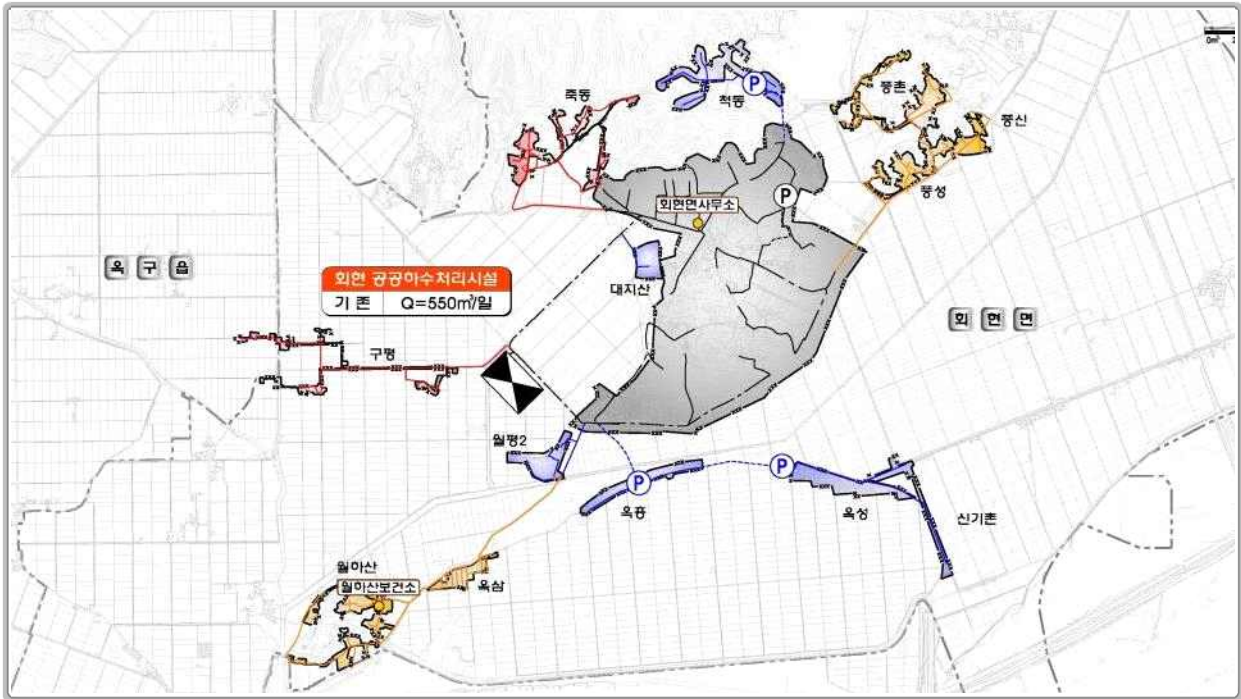 0m
척동
풍촌
죽동
풍신
P
풍성
P
회현면사무소
옥구읍
회현 공공하수처리시설
기존 Q=550㎥/일
대지산
회현면
구평
월평2
P
P
옥흥
옥성
신기촌
월하산
월하산보건소
옥삼